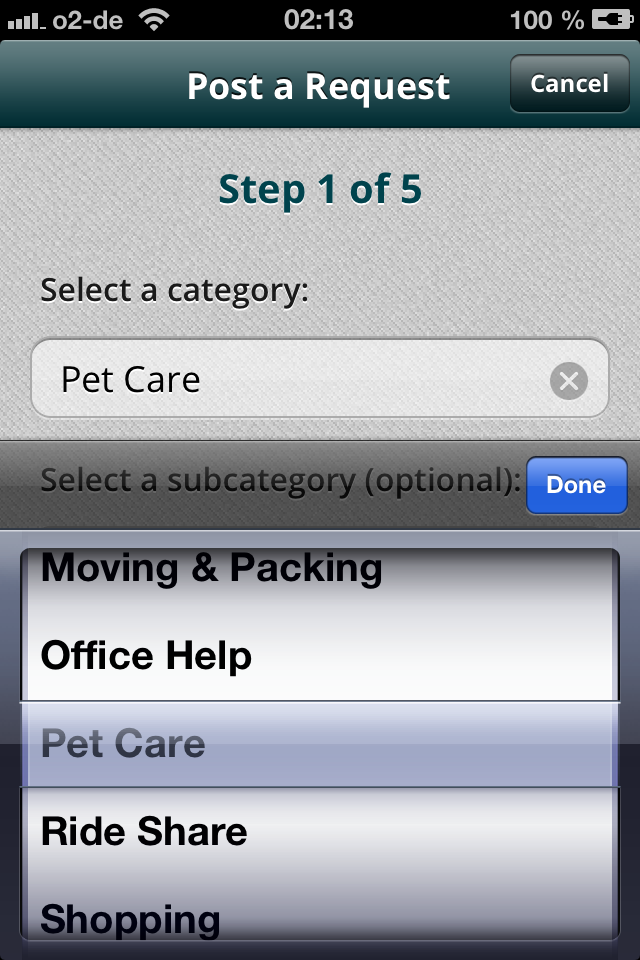 o2-de 02:13 100 %
Post a Request Cancel
Step 1 of 5
Select a category:
Pet Care
Select a subcategory (optional): Done
Moving & Packing
Office Help
Pet Care
Ride Share
Shopping